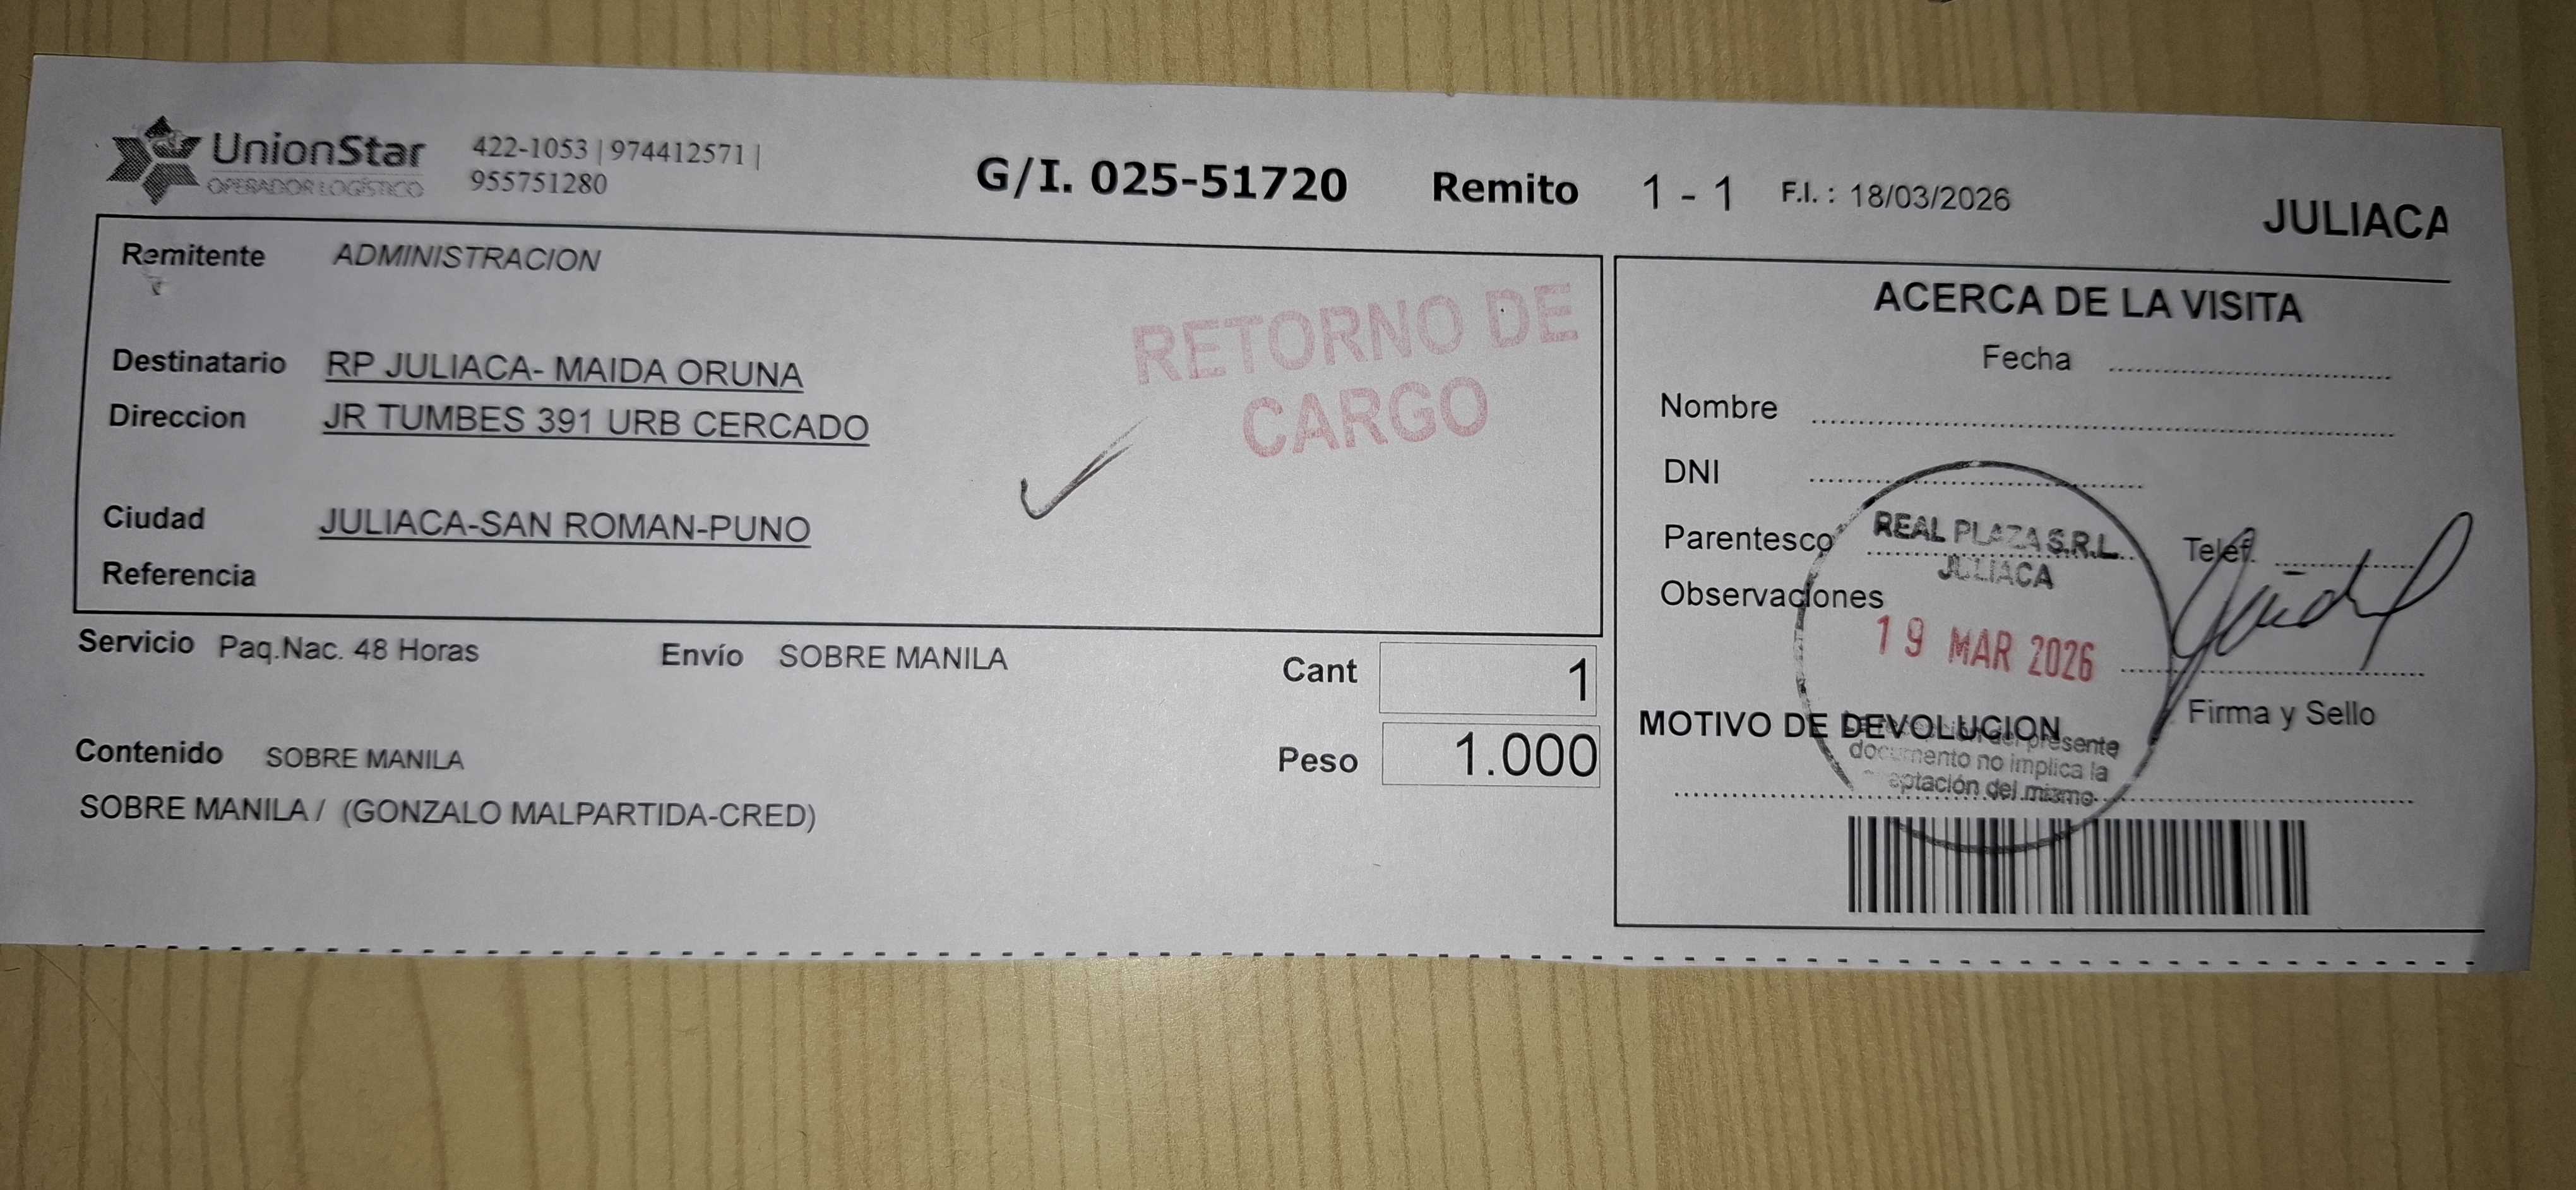 UnionStar
OPERADOR LOGÍSTICO
422-1053 | 974412571 |
955751280
G/I. 025-51720 Remito 1 - 1 F.I. : 18/03/2026
JULIACA
Remitente ADMINISTRACION
Destinatario RP JULIACA- MAIDA ORUNA
Direccion JR TUMBES 391 URB CERCADO
Ciudad JULIACA-SAN ROMAN-PUNO
Referencia
RETORNO DE
CARGO
Servicio Paq.Nac. 48 Horas Envío SOBRE MANILA Cant 1
Contenido SOBRE MANILA Peso 1.000
SOBRE MANILA / (GONZALO MALPARTIDA-CRED)
ACERCA DE LA VISITA
Fecha
Nombre
DNI
Parentesco Telef.
Observaciones
Firma y Sello
MOTIVO DE DEVOLUCION
REAL PLAZA S.R.L.
JULIACA
19 MAR 2026
presente
documento no implica la
del mismo